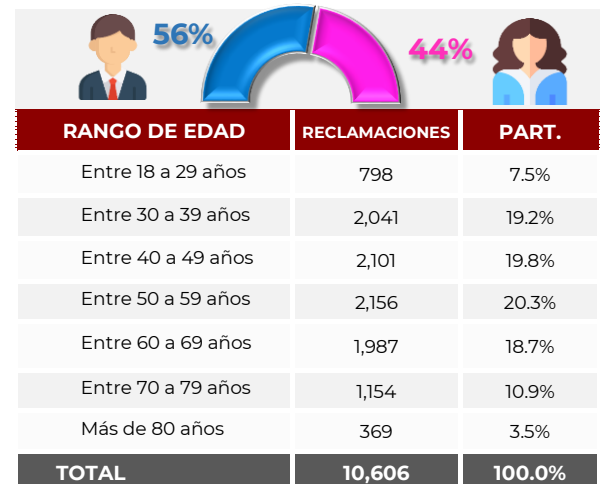 56%
44%
RANGO DE EDAD RECLAMACIONES PART.
Entre 18 a 29 años 798 7.5%
Entre 30 a 39 años 2,041 19.2%
Entre 40 a 49 años 2,101 19.8%
Entre 50 a 59 años 2,156 20.3%
Entre 60 a 69 años 1,987 18.7%
Entre 70 a 79 años 1,154 10.9%
Más de 80 años 369 3.5%
TOTAL 10,606 100.0%